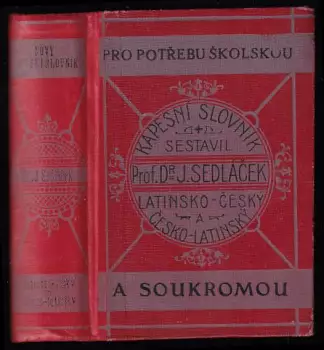 PRO POTŘEBU ŠKOLSKOU
KAPESNÍ SLOVNÍK
SESTAVIL
Prof. Dr. J. SEDLÁČEK
LATINSKO-ČESKÝ
A
ČESKO-LATINSKÝ
A SOUKROMOU